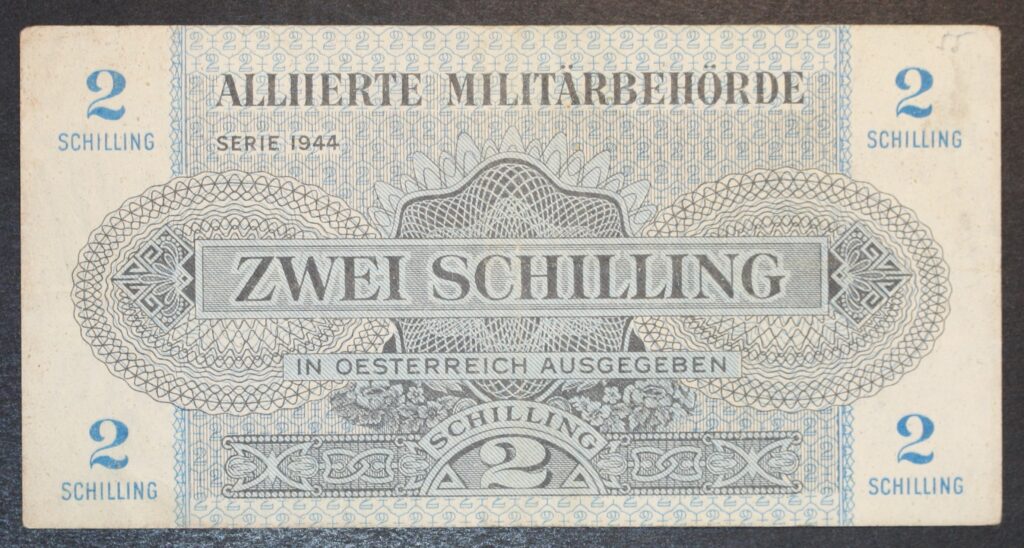 2 2
SCHILLING SCHILLING
ALLIIERTE MILITÄRBEHÖRDE
SERIE 1944
ZWEI SCHILLING
IN OESTERREICH AUSGEGEBEN
SCHILLING
2
2 2
SCHILLING SCHILLING